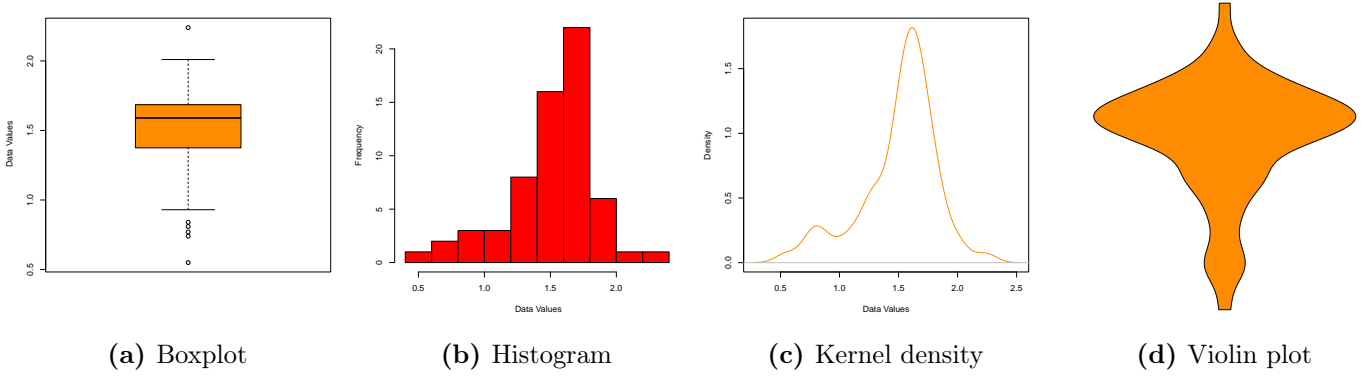 Data Values
2.0
1.5
1.0
0.5
Frequency
20
15
10
5
0
0.5 1.0 1.5 2.0
Data Values
Density
1.5
1.0
0.5
0.0
0.5 1.0 1.5 2.0 2.5
Data Values
(a) Boxplot
(b) Histogram
(c) Kernel density
(d) Violin plot